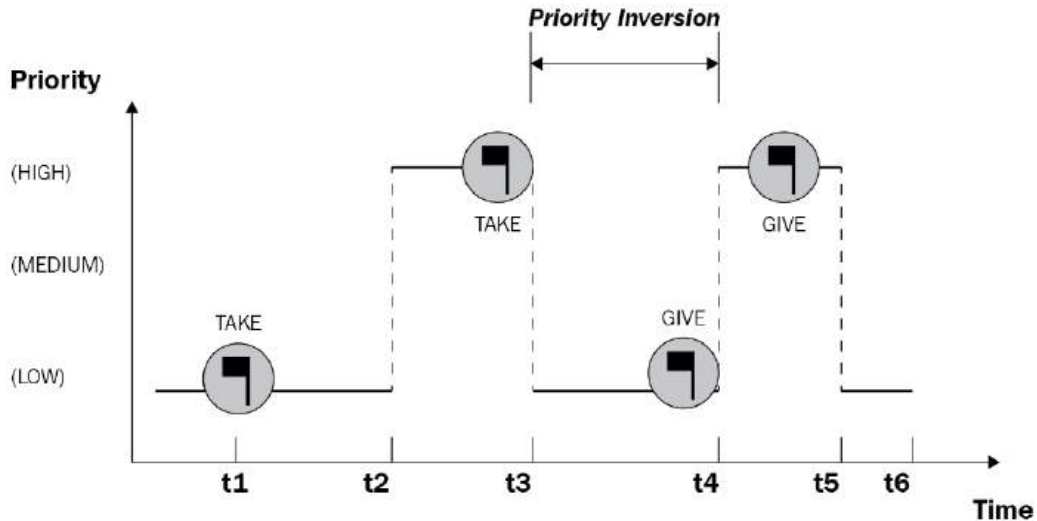 Priority Inversion
Priority
(HIGH)
TAKE
GIVE
(MEDIUM)
TAKE
GIVE
(LOW)
t1
t2
t3
t4
t5
t6
Time